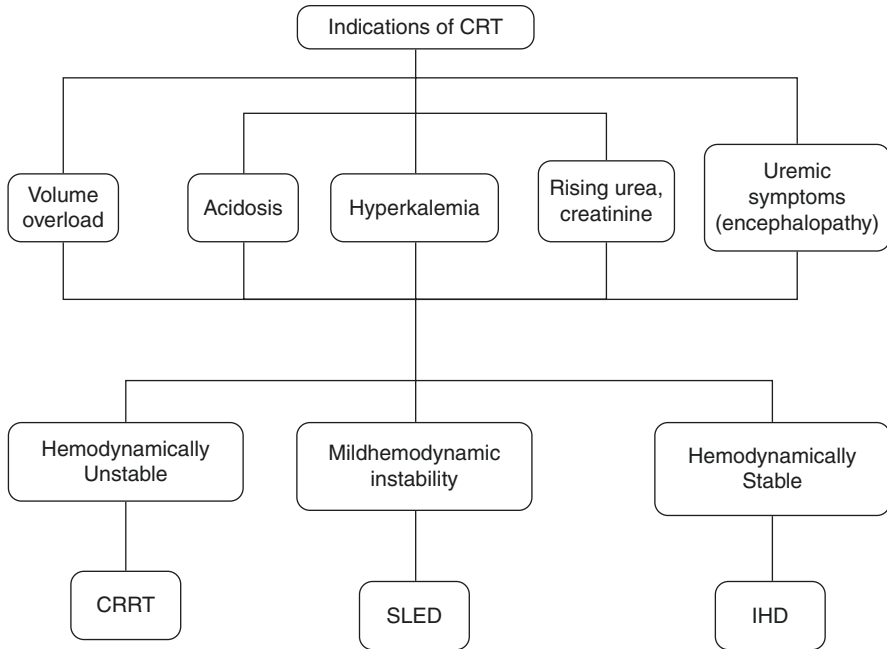 Indications of CRT
Volume
overload
Acidosis
Hyperkalemia
Rising urea,
creatinine
Uremic
symptoms
(encephalopathy)
Hemodynamically
Unstable
Mildhemodynamic
instability
Hemodynamically
Stable
CRRT
SLED
IHD